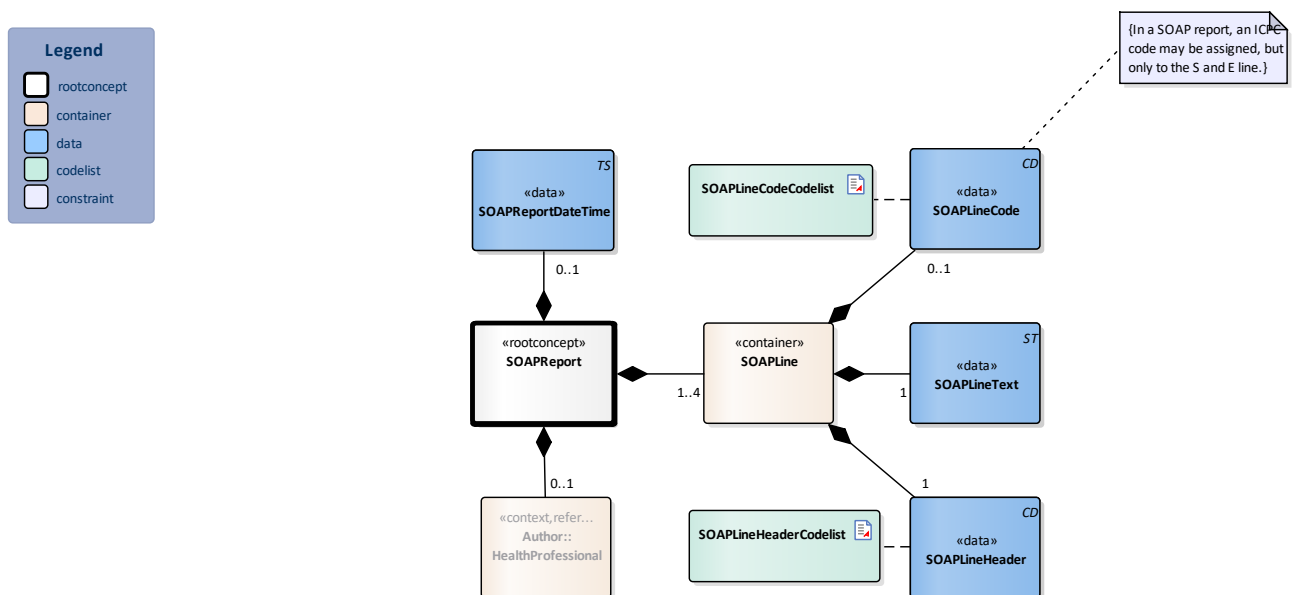 Legend
rootconcept
container
data
codelist
constraint
{In a SOAP report, an ICPC
code may be assigned, but
only to the S and E line.}
TS
«data»
SOAPReportDateTime
SOAPLineCodeCodelist
CD
«data»
SOAPLineCode
0..1
0..1
«rootconcept»
SOAPReport
1..4
«container»
SOAPLine
1
ST
«data»
SOAPLineText
0..1
1
«context,refer...
Author::
HealthProfessional
SOAPLineHeaderCodelist
CD
«data»
SOAPLineHeader